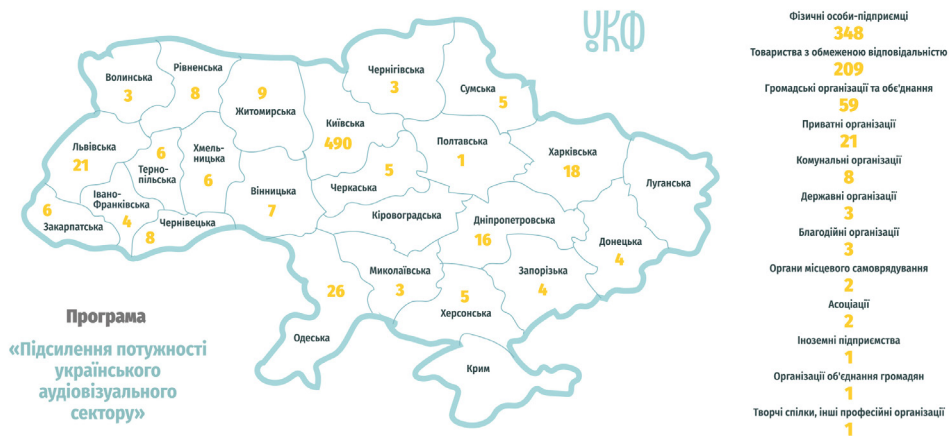 УКФ
Волинська
3
Рівненська
8
9
Житомирська
Чернігівська
3
Сумська
5
Київська
490
Полтавська
1
Харківська
18
Луганська
Львівська
21
6
Терно-
пільська
Хмель-
ницька
6
Вінницька
7
5
Черкаська
Івано-
Франківська
4
6
Закарпатська
Чернівецька
8
Кіровоградська
Дніпропетровська
16
Донецька
4
Миколаївська
3
5
Херсонська
Запорізька
4
26
Одеська
Крим
Програма
«Підсилення потужності
українського
аудіовізуального
сектору»
Фізичні особи-підприємці
348
Товариства з обмеженою відповідальністю
209
Громадські організації та обє'днання
59
Приватні організації
21
Комунальні організації
8
Державні організації
3
Благодійні організації
3
Органи місцевого самоврядування
2
Асоціації
2
Іноземні підприємства
1
Організації об'єднання громадян
1
Творчі спілки, інші професійні організації
1